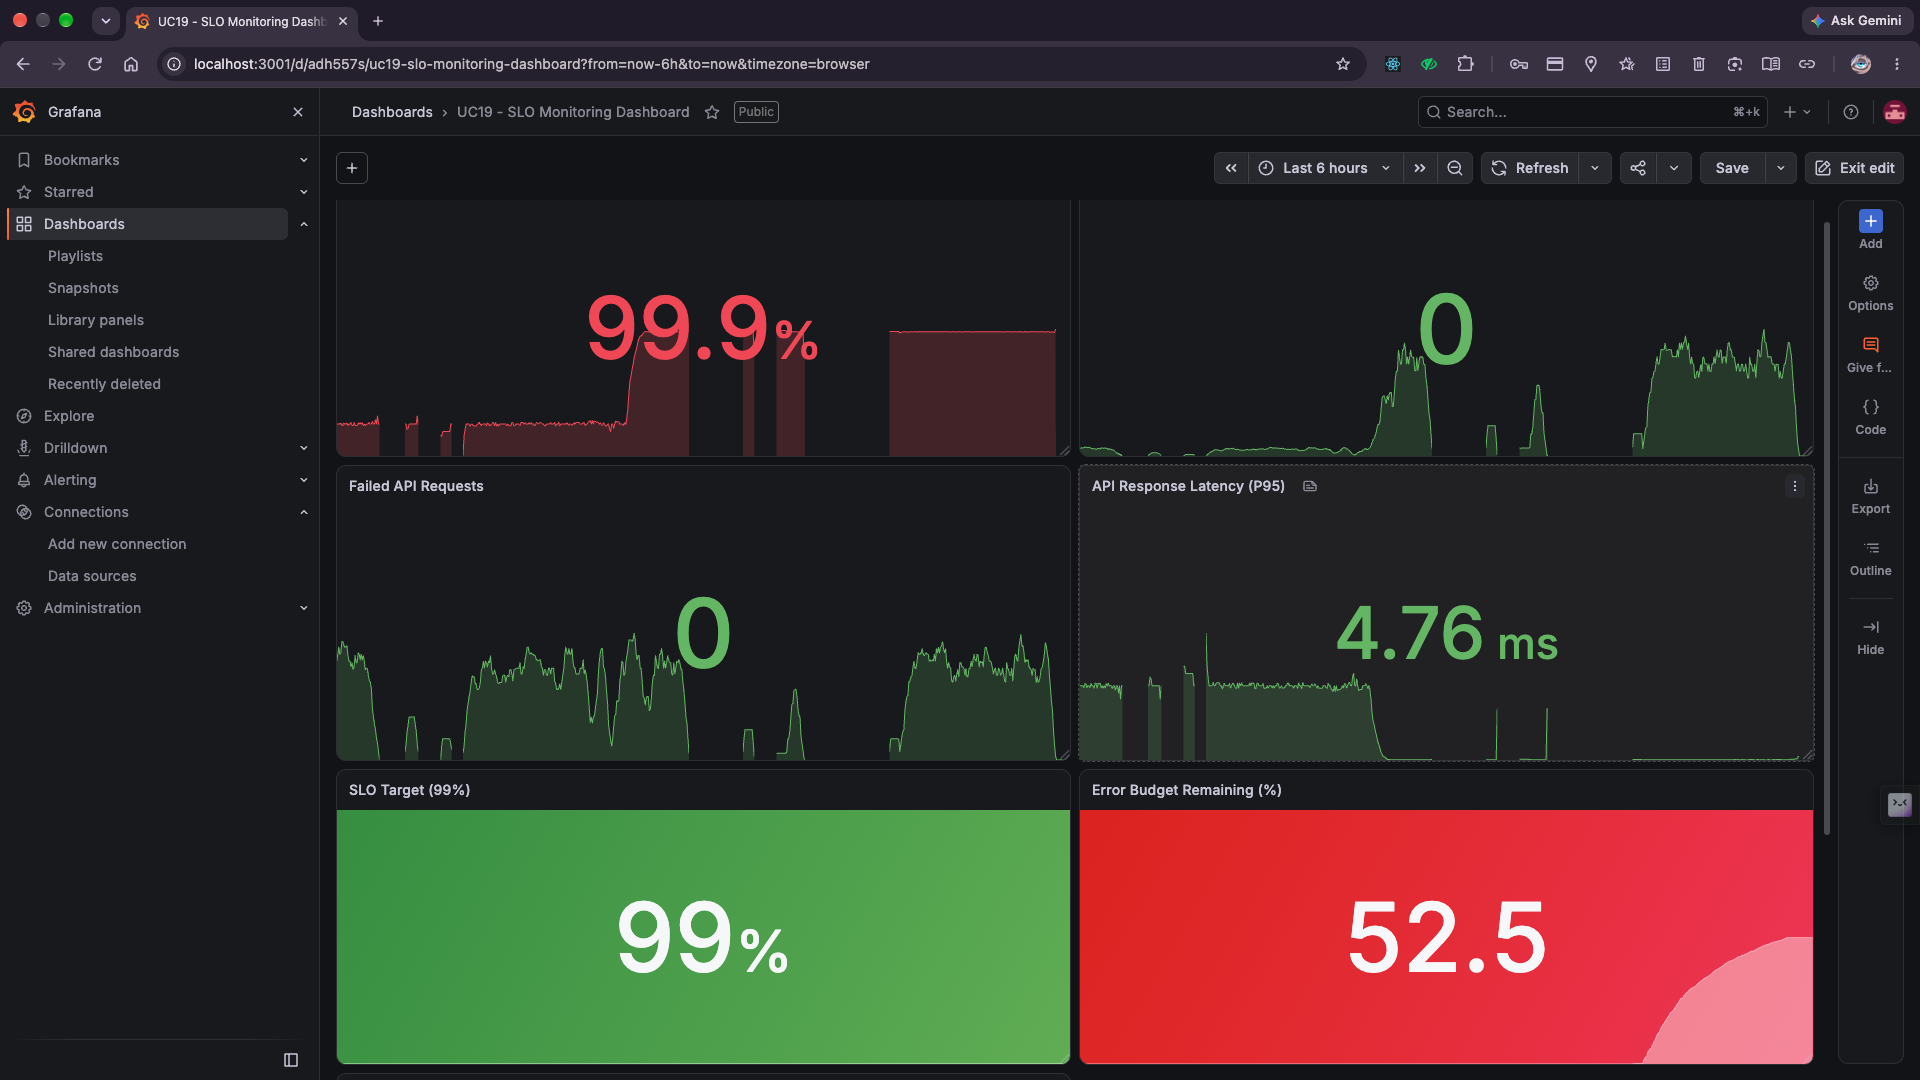 UC19 - SLO Monitoring Dashb
Ask Gemini
localhost:3001/d/adh557s/uc19-slo-monitoring-dashboard?from=now-6h&to=now&timezone=browser
Grafana
Dashboards › UC19 - SLO Monitoring Dashboard Public
Search... ⌘+k
Bookmarks
Starred
Dashboards
Playlists
Snapshots
Library panels
Shared dashboards
Recently deleted
Explore
Drilldown
Alerting
Connections
Add new connection
Data sources
Administration
Last 6 hours
Refresh
Save
Exit edit
99.9%
0
Failed API Requests
0
API Response Latency (P95)
4.76 ms
SLO Target (99%)
99%
Error Budget Remaining (%)
52.5
Add
Options
Give f...
Code
Export
Outline
Hide